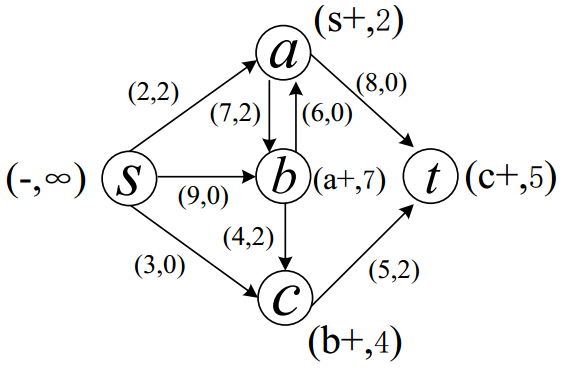 (s+,2)
a
(2,2)
(8,0)
(7,2)
(6,0)
(-,∞)
s
b
(a+,7)
t
(c+,5)
(9,0)
(4,2)
(3,0)
(5,2)
c
(b+,4)